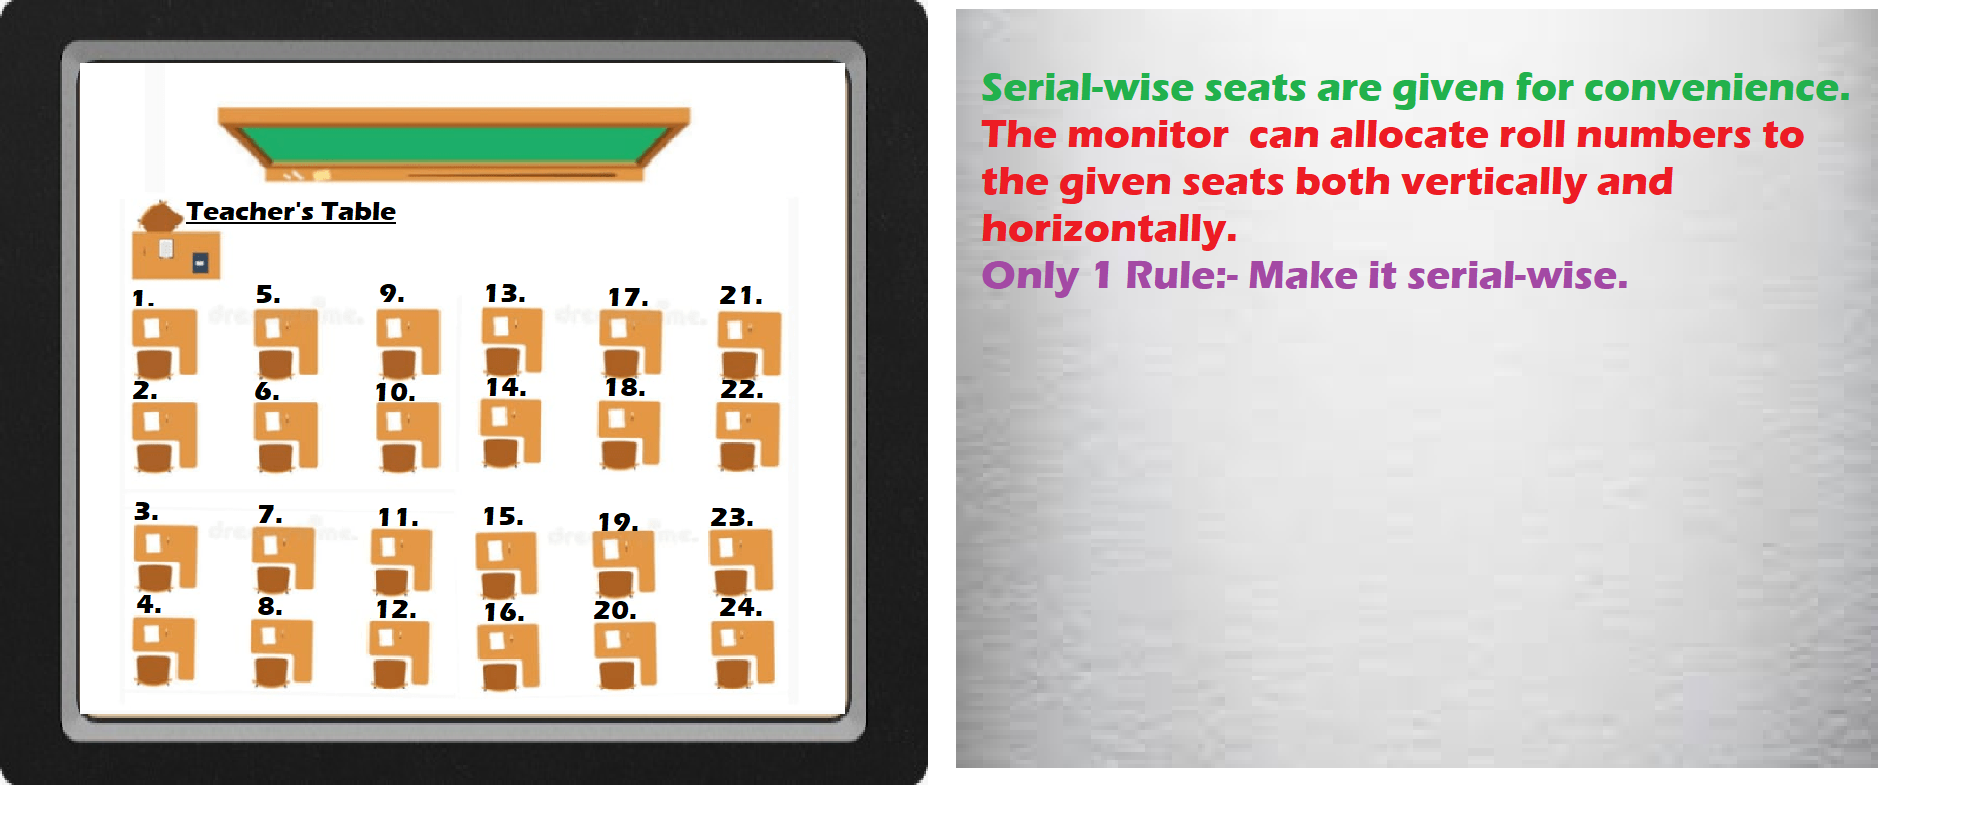 Teacher's Table
1. 5. 9. 13. 17. 21.
2. 6. 10. 14. 18. 22.
3. 7. 11. 15. 19. 23.
4. 8. 12. 16. 20. 24.
Serial-wise seats are given for convenience.
The monitor can allocate roll numbers to
the given seats both vertically and
horizontally.
Only 1 Rule:- Make it serial-wise.